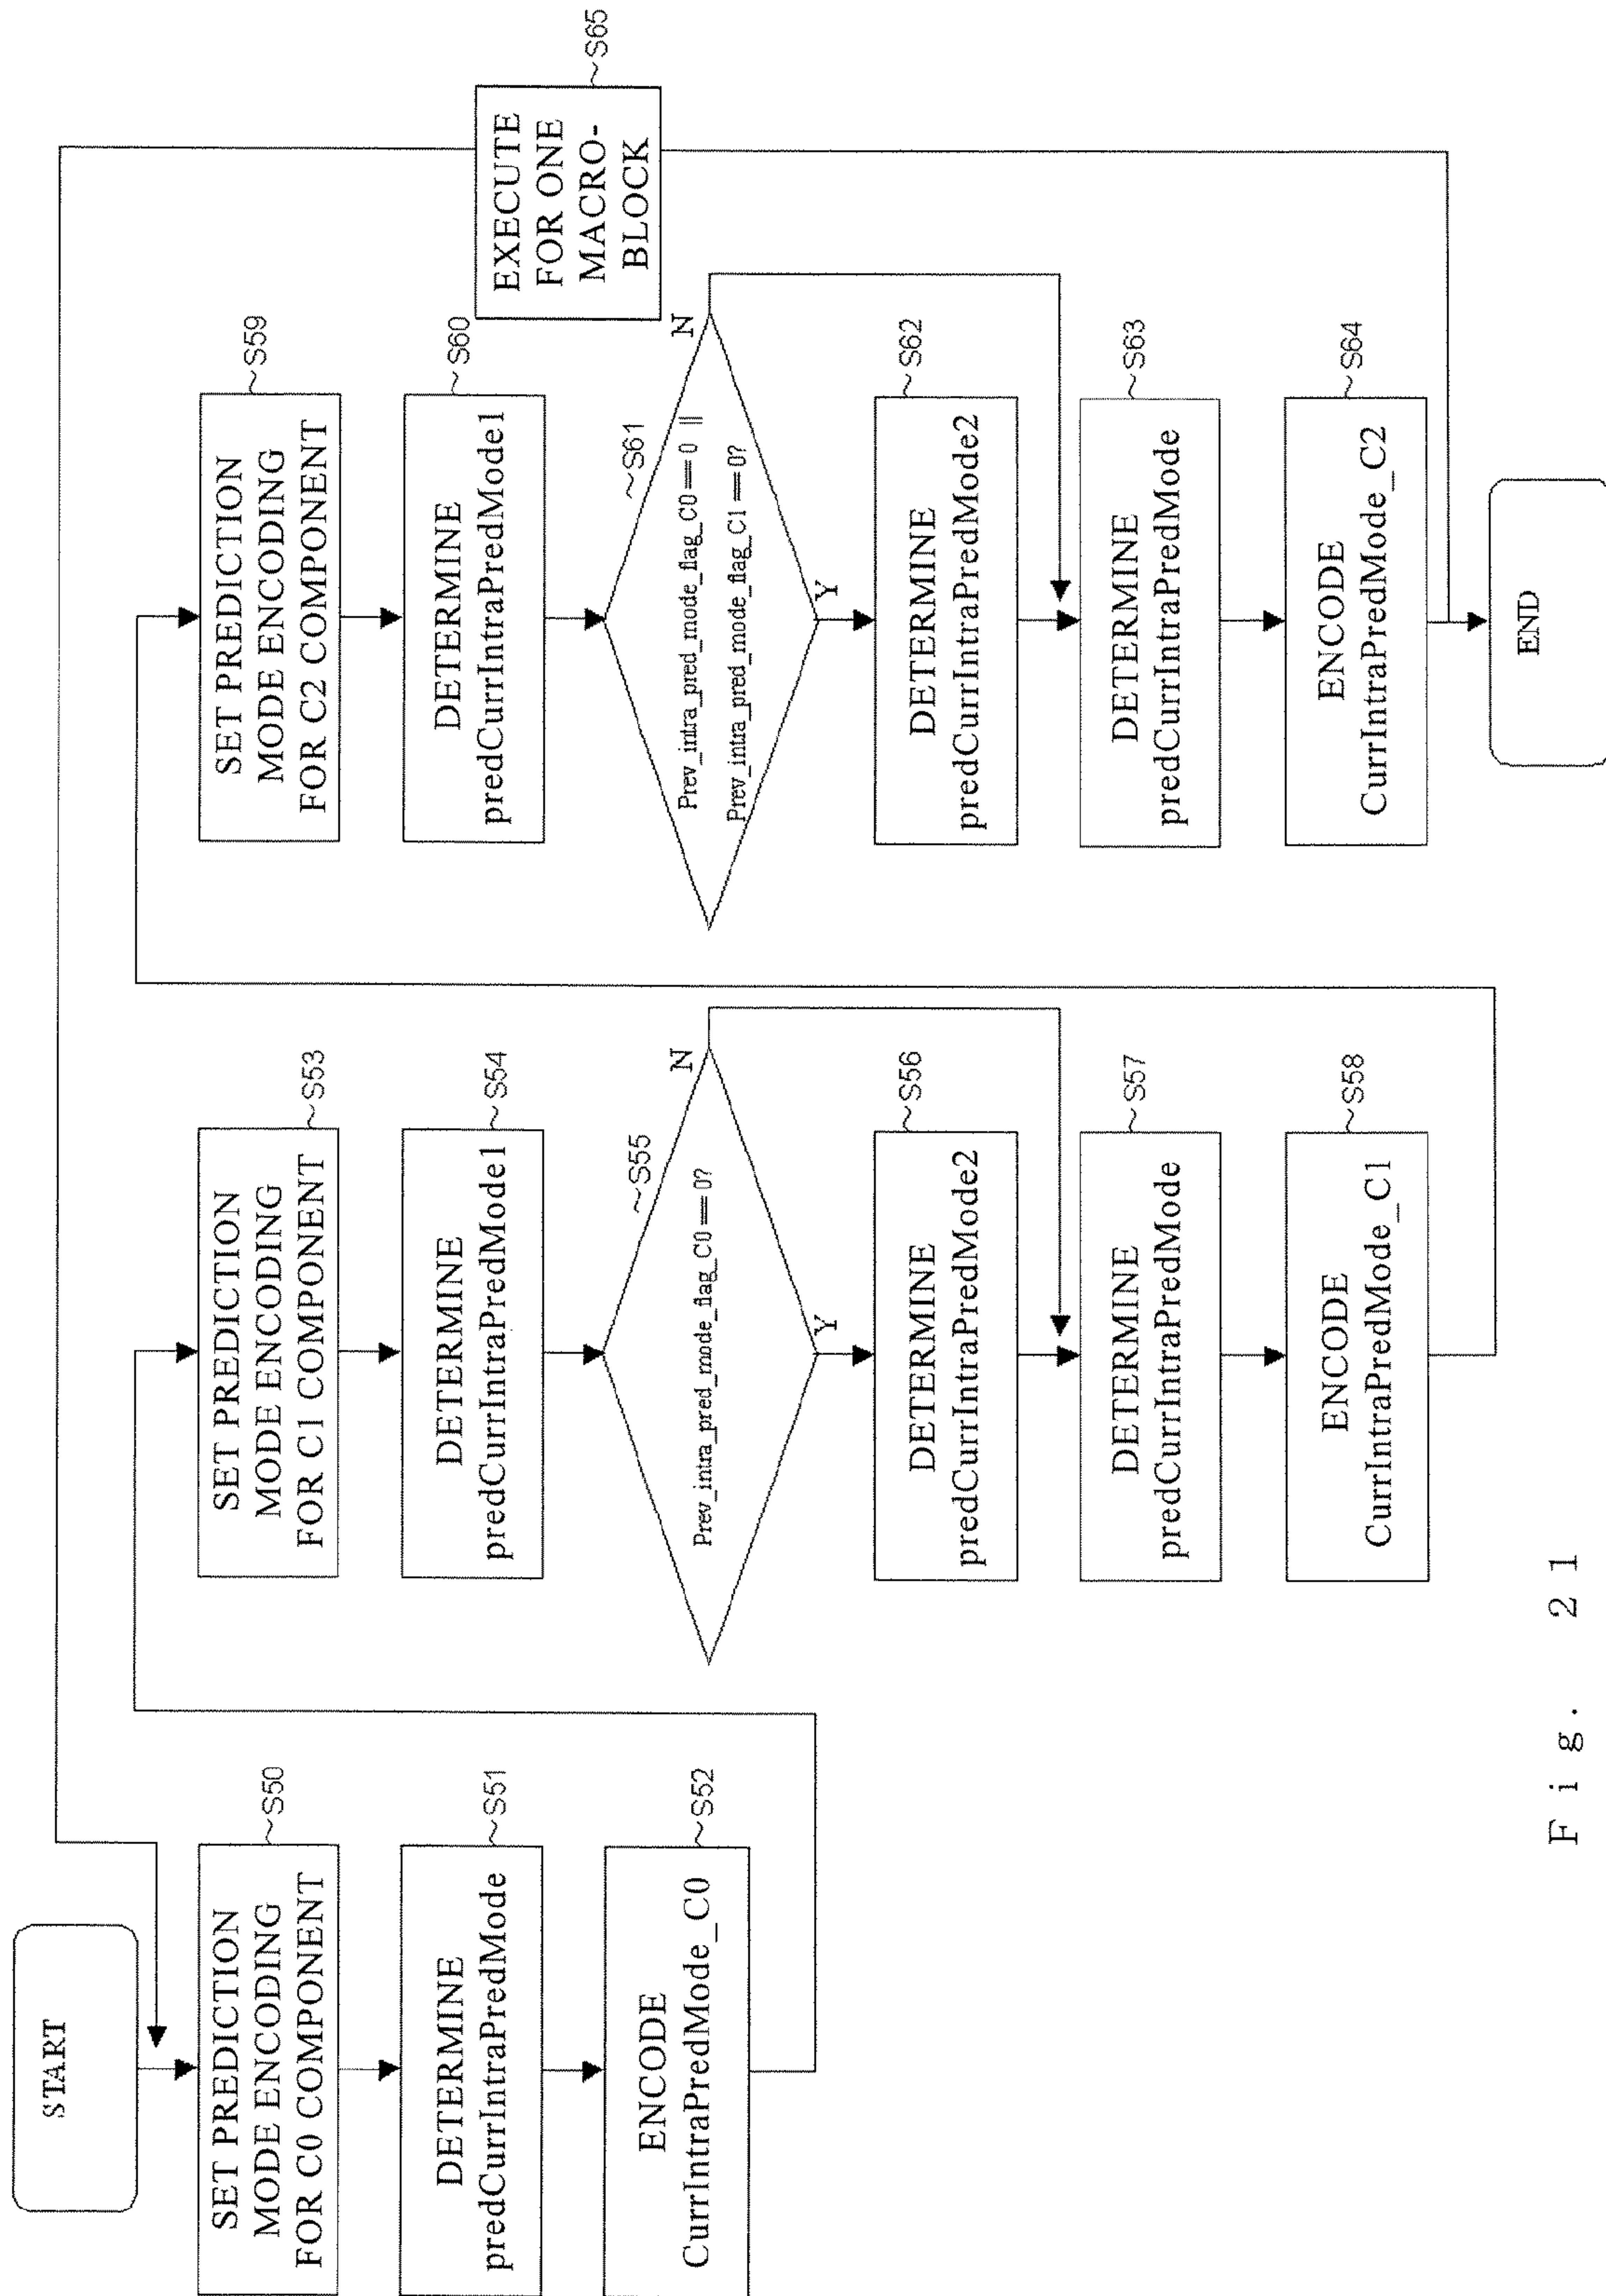 START
SET PREDICTION
MODE ENCODING
FOR C0 COMPONENT
~S50
DETERMINE
predCurrIntraPredMode
~S51
ENCODE
CurrIntraPredMode_C0
~S52
SET PREDICTION
MODE ENCODING
FOR C1 COMPONENT
~S53
DETERMINE
predCurrIntraPredMode1
~S54
Prev_intra_pred_mode_flag_C0 == 0?
~S55
N
Y
DETERMINE
predCurrIntraPredMode2
~S56
DETERMINE
predCurrIntraPredMode
~S57
ENCODE
CurrIntraPredMode_C1
~S58
SET PREDICTION
MODE ENCODING
FOR C2 COMPONENT
~S59
DETERMINE
predCurrIntraPredMode1
~S60
Prev_intra_pred_mode_flag_C0 == 0 ||
Prev_intra_pred_mode_flag_C1 == 0?
~S61
N
Y
DETERMINE
predCurrIntraPredMode2
~S62
DETERMINE
predCurrIntraPredMode
~S63
ENCODE
CurrIntraPredMode_C2
~S64
EXECUTE
FOR ONE
MACRO-
BLOCK
~S65
END
Fig. 21